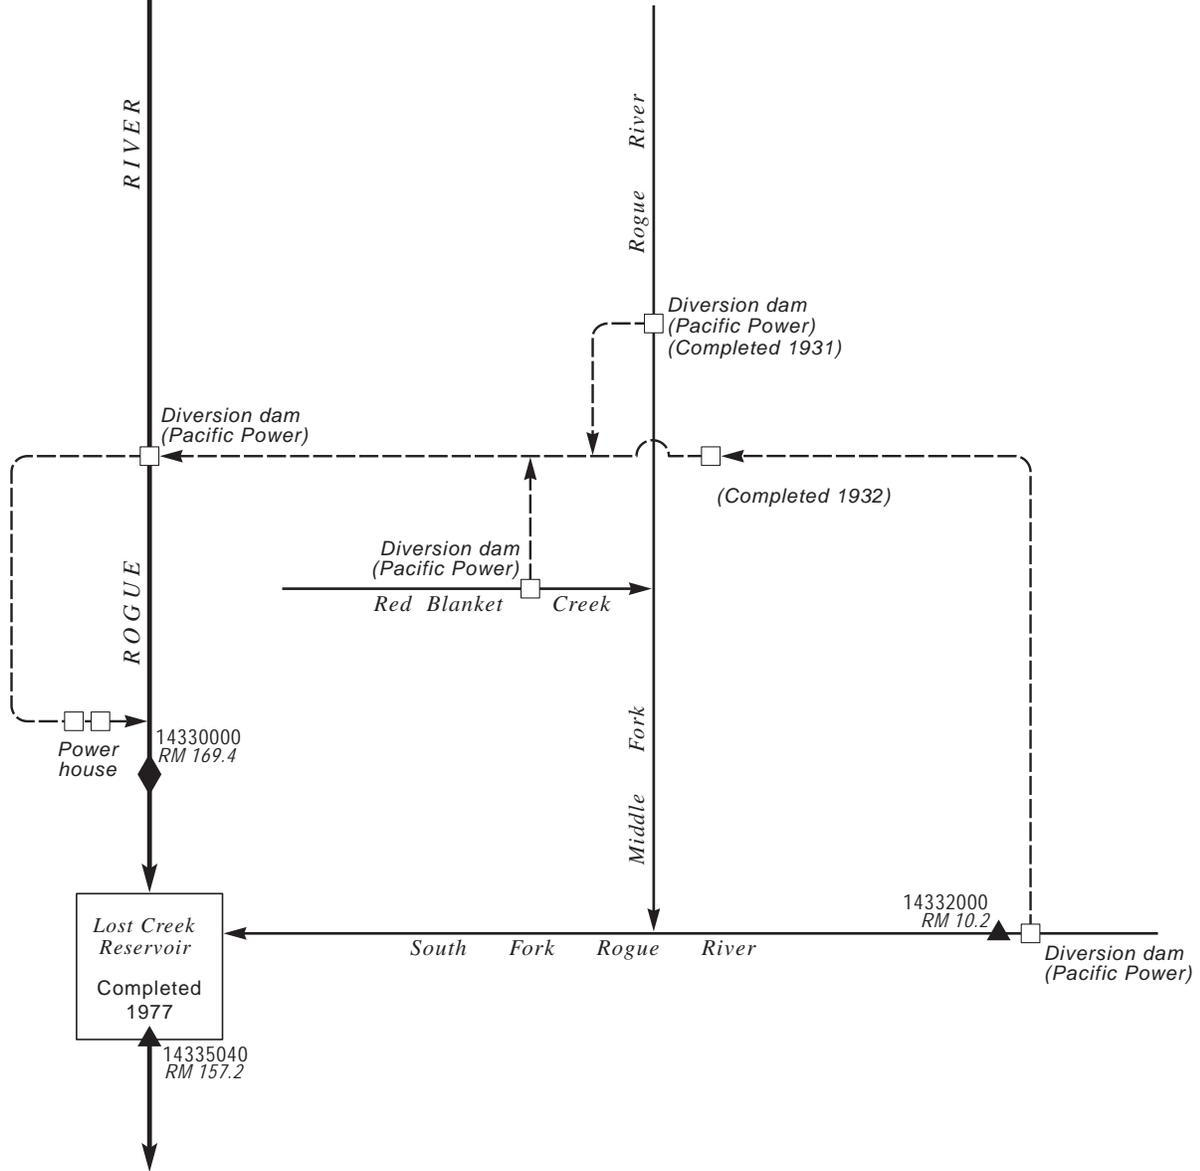 RIVER
Rogue River
Diversion dam
(Pacific Power)
(Completed 1931)
Diversion dam
(Pacific Power)
(Completed 1932)
Diversion dam
(Pacific Power)
Red Blanket Creek
ROGUE
Middle Fork
14330000
RM 169.4
Power
house
14332000
RM 10.2
Lost Creek
Reservoir
Completed
1977
South Fork Rogue River
Diversion dam
(Pacific Power)
14335040
RM 157.2